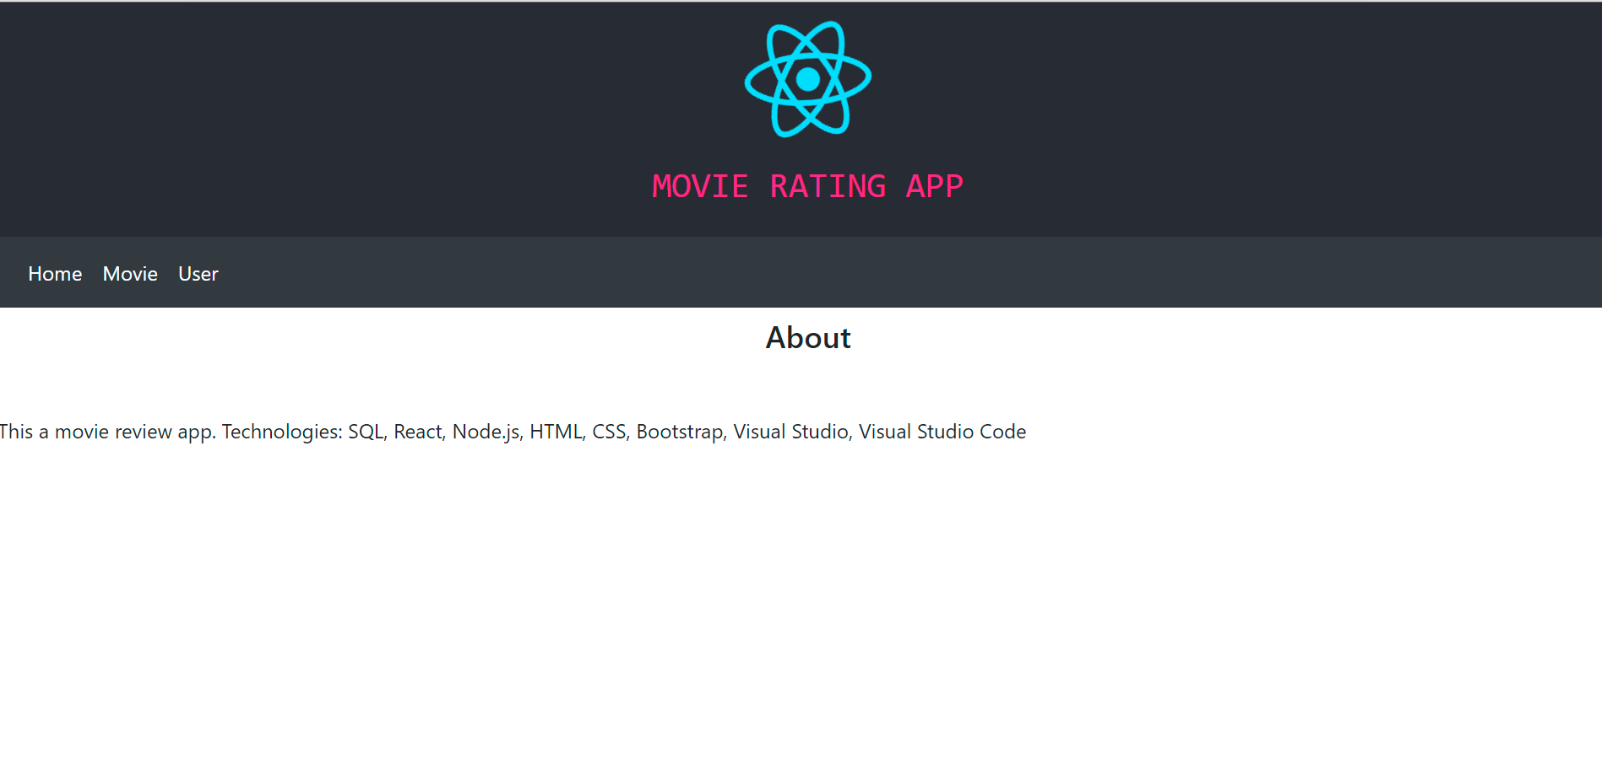 MOVIE RATING APP
Home Movie User
About
This a movie review app. Technologies: SQL, React, Node.js, HTML, CSS, Bootstrap, Visual Studio, Visual Studio Code